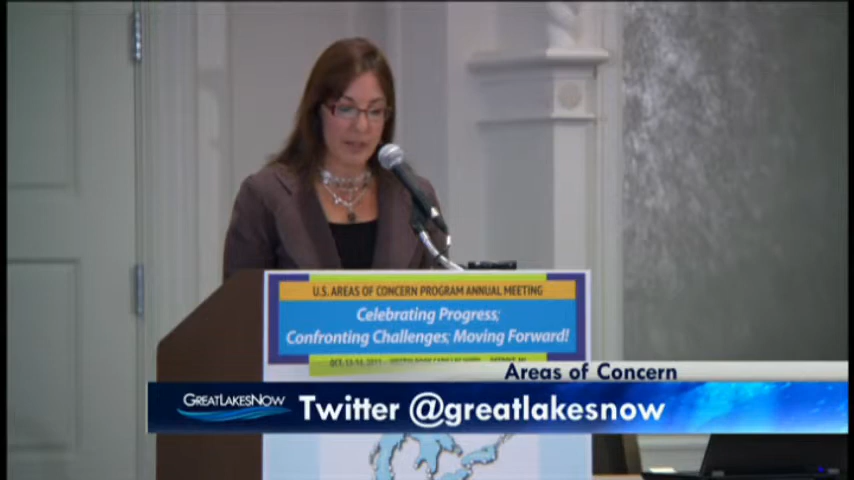 U.S. AREAS OF CONCERN PROGRAM ANNUAL MEETING
Celebrating Progress;
Confronting Challenges; Moving Forward!
Areas of Concern
GREATLAKESNOW
Twitter @greatlakesnow